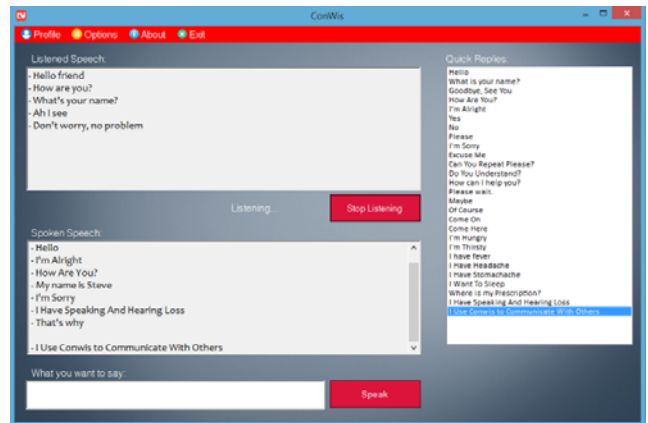 ConWis
Profile Options About Exit
Listened Speech:
- Hello friend
- How are you?
- What's your name?
- Ah I see
- Don't worry, no problem
Listening...
Stop Listening
Spoken Speech:
- Hello
- I'm Alright
- How Are You?
- My name is Steve
- I'm Sorry
- I Have Speaking And Hearing Loss
- That's why
- I Use Conwis to Communicate With Others
What you want to say:
Speak
Quick Replies:
Hello
What is your name?
Goodbye, See You
How Are You?
I'm Alright
Yes
No
Please
I'm Sorry
Excuse Me
Can You Repeat Please?
Do You Understand?
How can I help you?
Please wait.
Maybe
Of Course
Come On
Come Here
I'm Hungry
I'm Thirsty
I have fever
I Have Headache
I Have Stomachache
I Want To Sleep
Where is my Prescription?
I Have Speaking And Hearing Loss
I Use Conwis to Communicate With Others